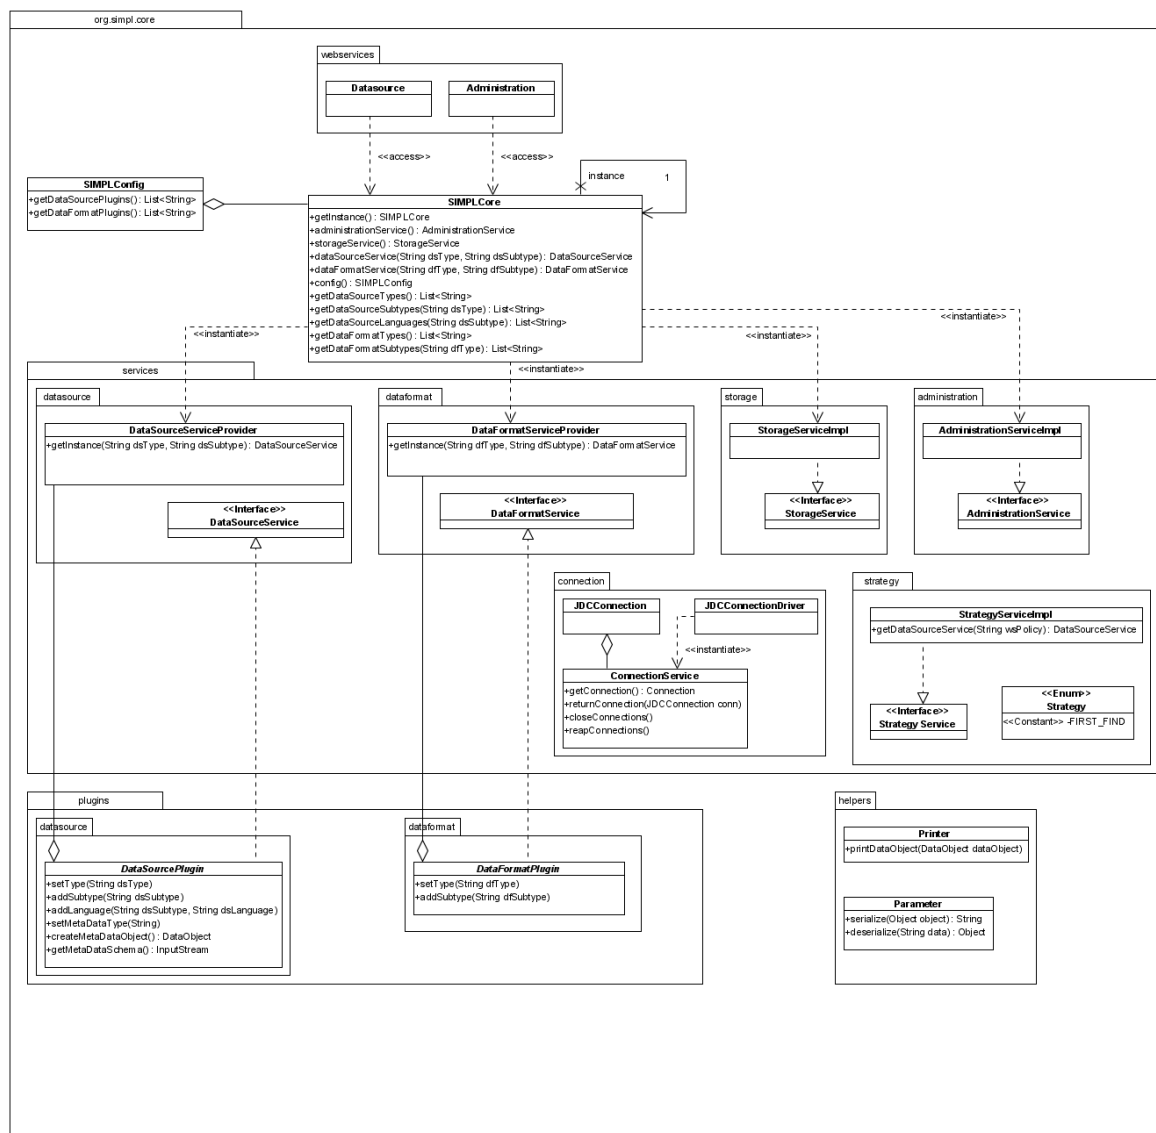 org.simpl.core
webservices
Datasource
Administration
<<access>>
<<access>>
instance
1
SIMPLConfig
+getDataSourcePlugins() : List<String>
+getDataFormatPlugins() : List<String>
SIMPLCore
+getInstance() : SIMPLCore
+administrationService() : AdministrationService
+storageService() : StorageService
+dataSourceService(String dsType, String dsSubtype) : DataSourceService
+dataFormatService(String dfType, String dfSubtype) : DataFormatService
+config() : SIMPLConfig
+getDataSourceTypes() : List<String>
+getDataSourceSubtypes(String dsType) : List<String>
+getDataSourceLanguages(String dsSubtype) : List<String>
+getDataFormatTypes() : List<String>
+getDataFormatSubtypes(String dfType) : List<String>
<<instantiate>>
<<instantiate>>
<<instantiate>>
<<instantiate>>
services
datasource
DataSourceServiceProvider
+getInstance(String dsType, String dsSubtype) : DataSourceService
<<Interface>>
DataSourceService
dataformat
DataFormatServiceProvider
+getInstance(String dfType, String dfSubtype) : DataFormatService
<<Interface>>
DataFormatService
storage
StorageServiceImpl
<<Interface>>
StorageService
administration
AdministrationServiceImpl
<<Interface>>
AdministrationService
connection
JDCConnection
JDCConnectionDriver
<<instantiate>>
ConnectionService
+getConnection() : Connection
+returnConnection(JDCConnection conn)
+closeConnections()
+reapConnections()
strategy
StrategyServiceImpl
+getDataSourceService(String wsPolicy) : DataSourceService
<<Interface>>
Strategy Service
<<Enum>>
Strategy
<<Constant>> -FIRST_FIND
plugins
datasource
DataSourcePlugin
+setType(String dsType)
+addSubtype(String dsSubtype)
+addLanguage(String dsSubtype, String dsLanguage)
+setMetaDataType(String)
+createMetaDataObject() : DataObject
+getMetaDataSchema() : InputStream
dataformat
DataFormatPlugin
+setType(String dfType)
+addSubtype(String dfSubtype)
helpers
Printer
+printDataObject(DataObject dataObject)
Parameter
+serialize(Object object) : String
+deserialize(String data) : Object